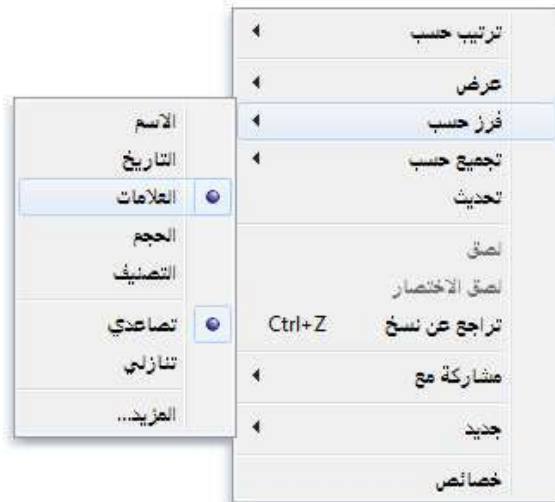 ترتيب حسب
عرض
فرز حسب
تجميع حسب
تحديث
لصق
لصق الاختصار
تراجع عن نسخ Ctrl+Z
مشاركة مع
جديد
خصائص
الاسم
التاريخ
العلامات
الحجم
التصنيف
تصاعدي
تنازلي
المزيد...